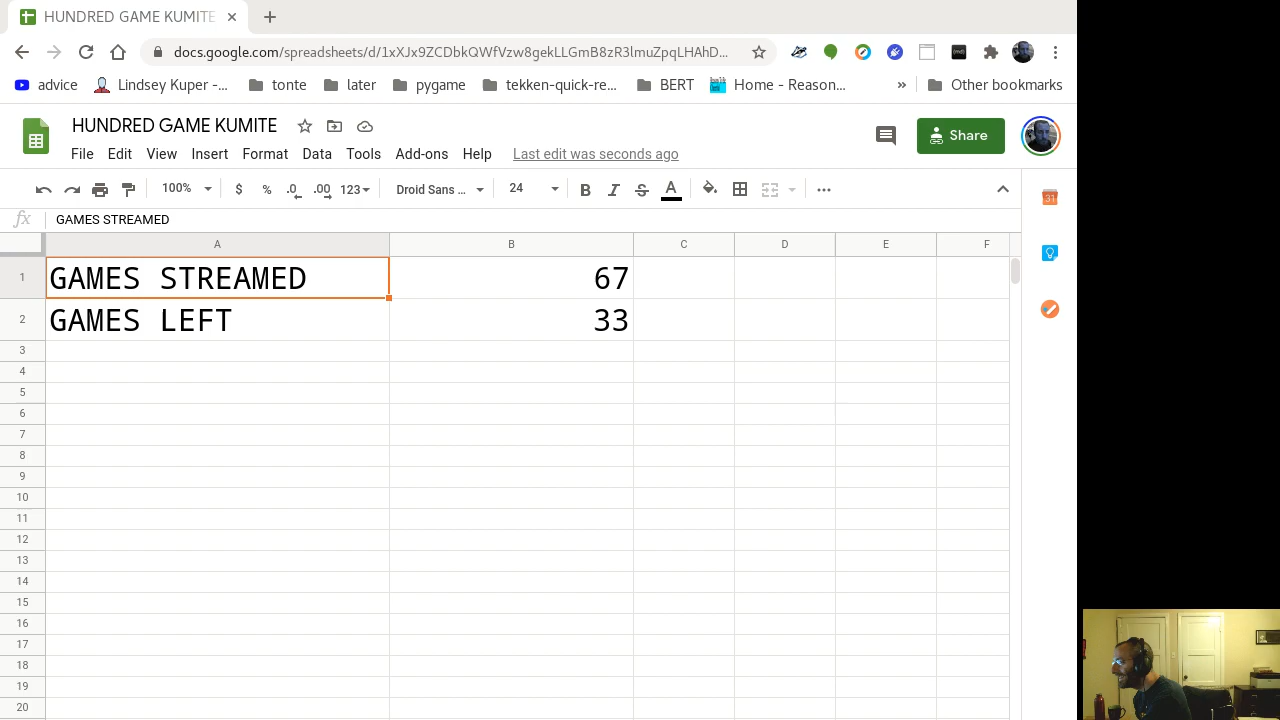 HUNDRED GAME KUMITE
docs.google.com/spreadsheets/d/1xXJx9ZCDbkQWfVzw8gekLLGmB8zR3lmuZpqLHAhD...
advice Lindsey Kuper -... tonte later pygame tekken-quick-re... BERT Home - Reason... » Other bookmarks
HUNDRED GAME KUMITE
Share
File Edit View Insert Format Data Tools Add-ons Help Last edit was seconds ago
100% $ % .0 .00 123 Droid Sans ... 24 B I S A
fx GAMES STREAMED
31
A B C D E F
1 GAMES STREAMED 67
2 GAMES LEFT 33
3
4
5
6
7
8
9
10
11
12
13
14
15
16
17
18
19
20